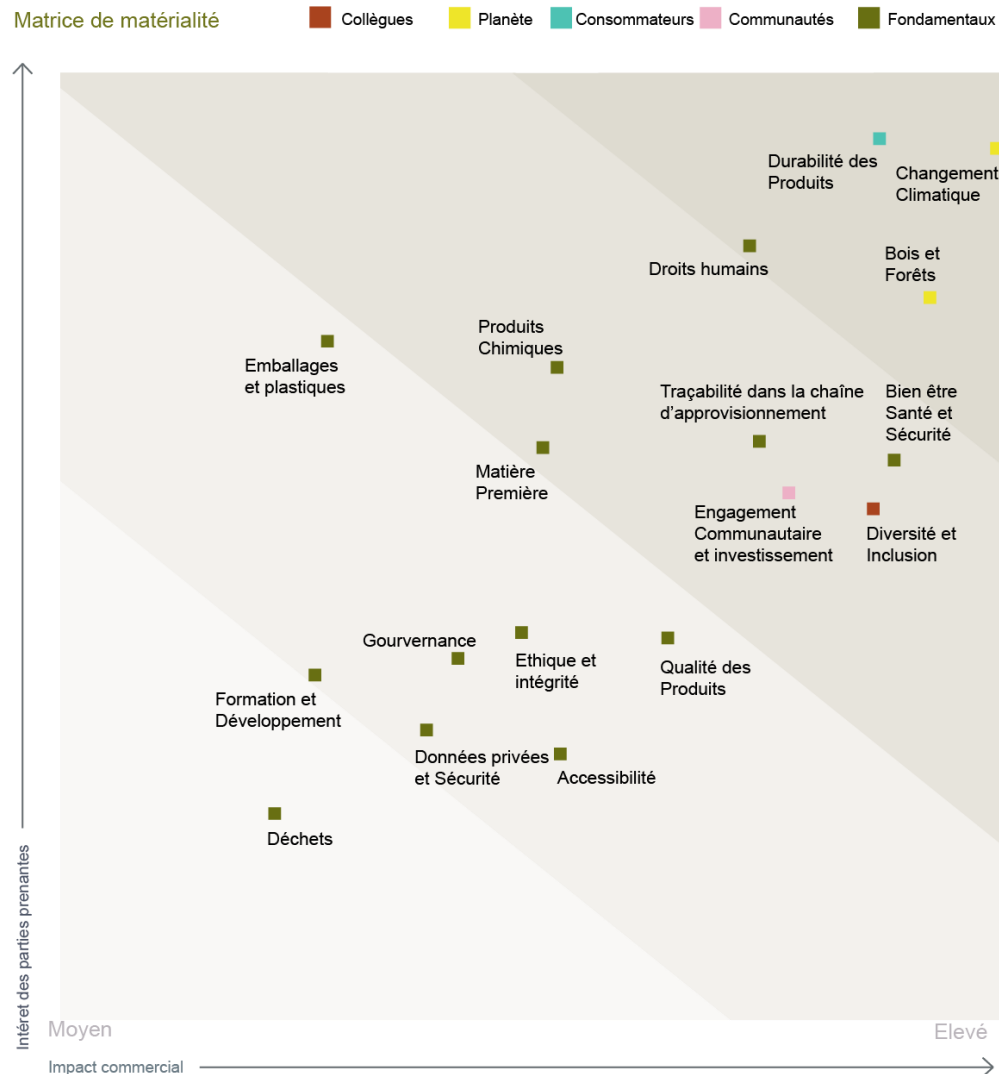 Matrice de matérialité
Collègues
Planète
Consommateurs
Communautés
Fondamentaux
Durabilité des
Produits
Changement
Climatique
Droits humains
Bois et
Forêts
Produits
Chimiques
Emballages
et plastiques
Traçabilité dans la chaîne
d'approvisionnement
Bien être
Santé et
Sécurité
Matière
Première
Engagement
Communautaire
et investissement
Diversité et
Inclusion
Gourvernance
Ethique et
intégrité
Qualité des
Produits
Formation et
Développement
Données privées
et Sécurité
Accessibilité
Déchets
Intéret des parties prenantes
Moyen
Elevé
Impact commercial